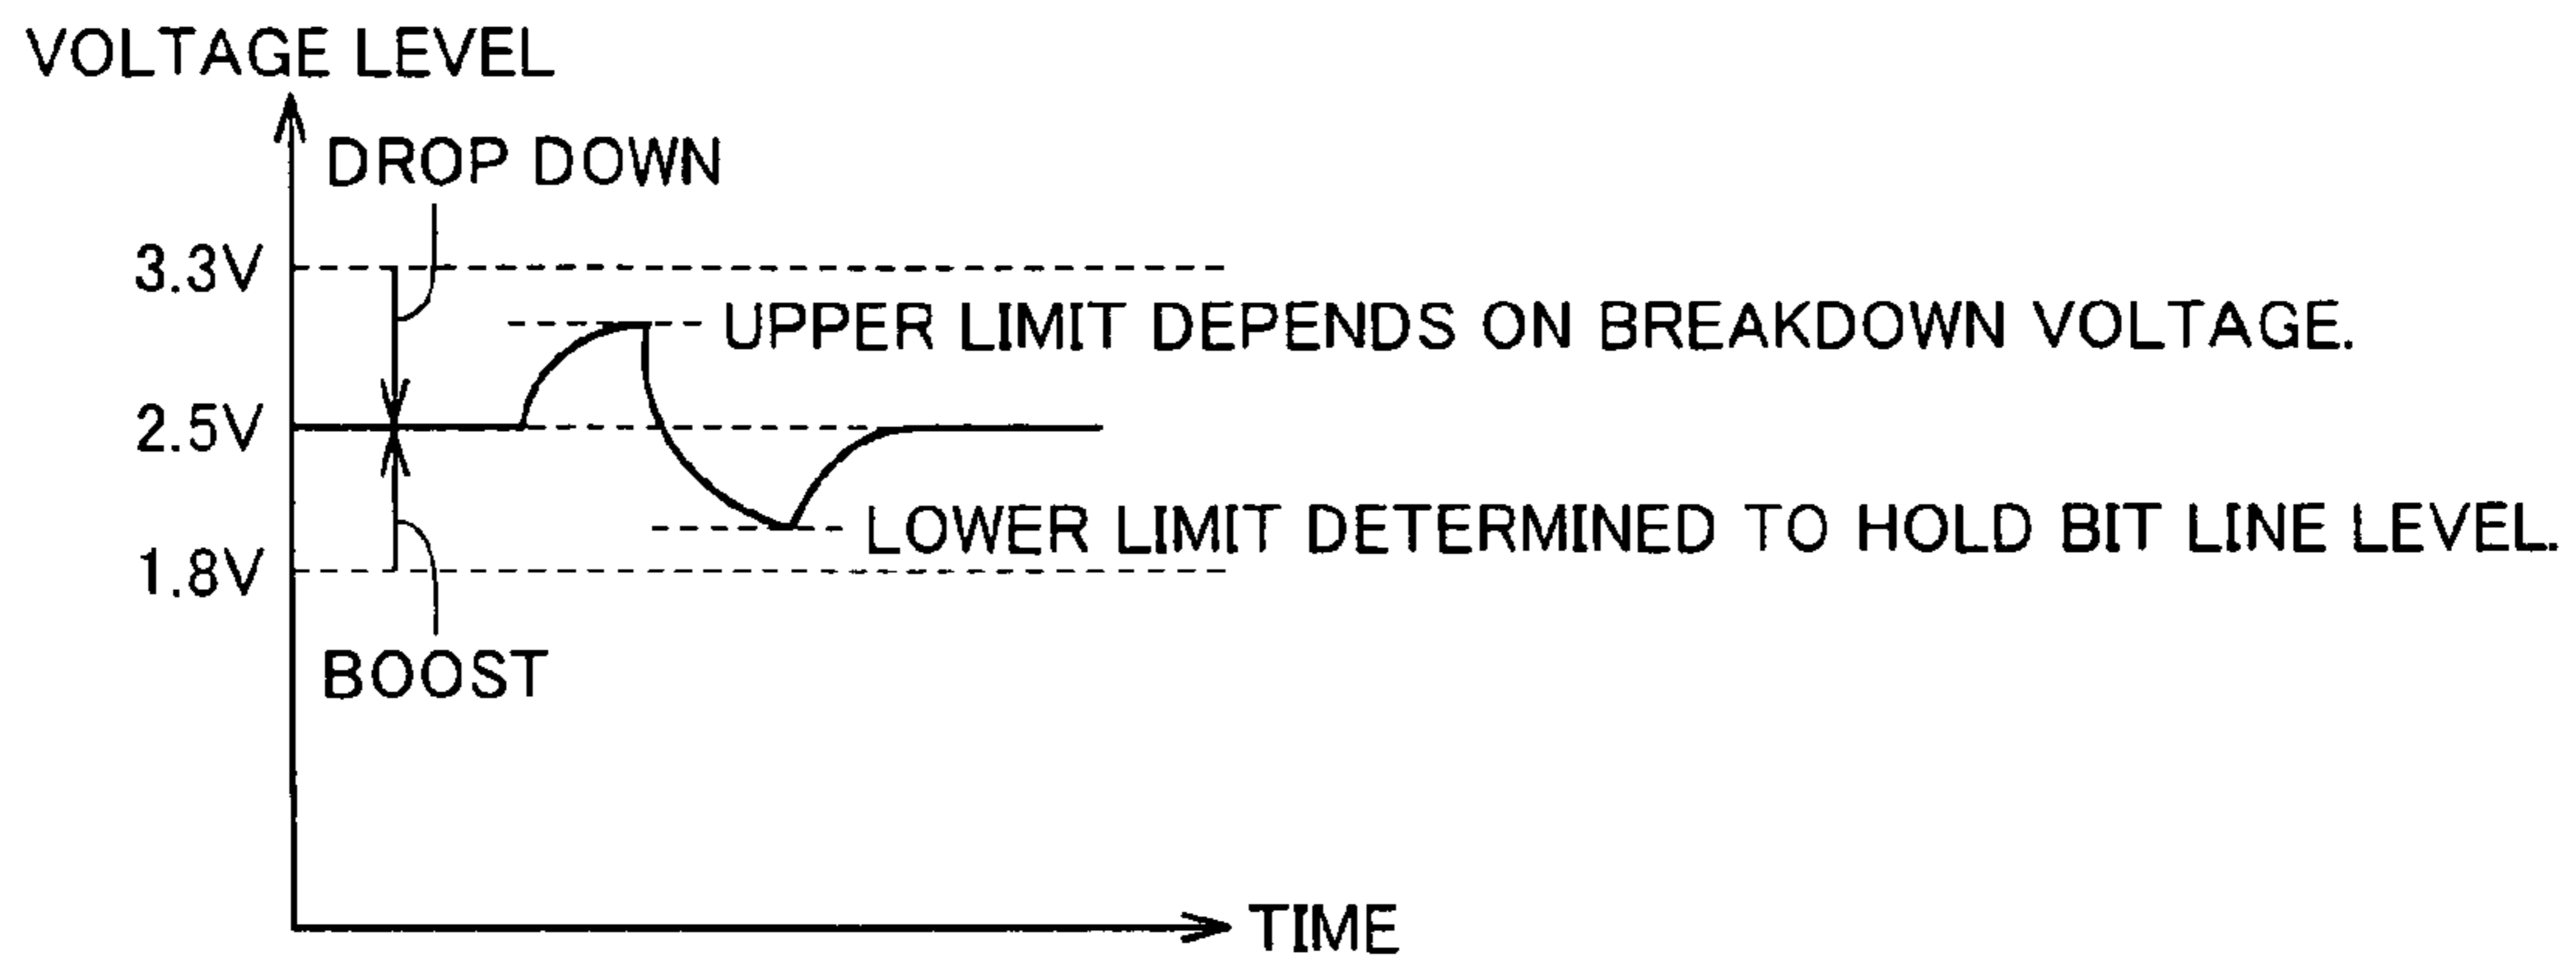 VOLTAGE LEVEL
DROP DOWN
3.3V
UPPER LIMIT DEPENDS ON BREAKDOWN VOLTAGE.
2.5V
LOWER LIMIT DETERMINED TO HOLD BIT LINE LEVEL.
1.8V
BOOST
TIME